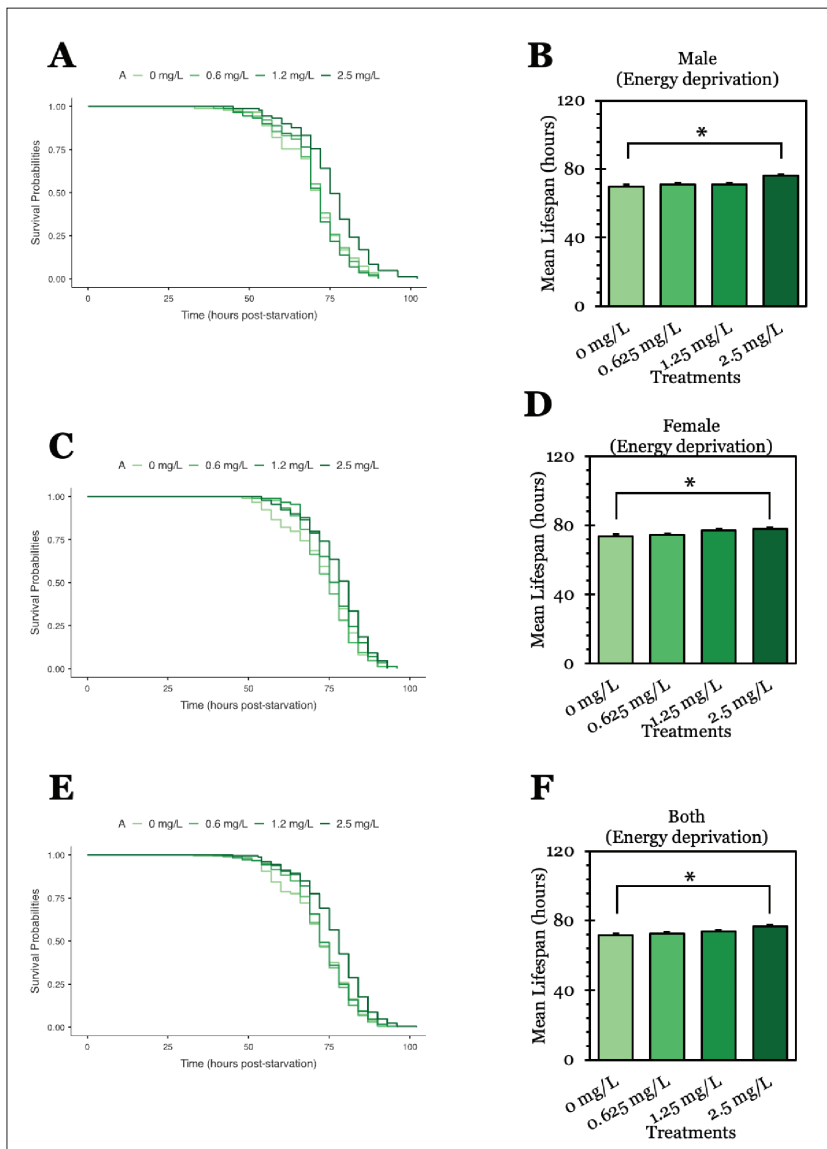 A
A 0 mg/L 0.6 mg/L 1.2 mg/L 2.5 mg/L
1.00
0.75
0.50
0.25
0.00
Survival Probabilities
0 25 50 75 100
Time (hours post-starvation)
B
Male
(Energy deprivation)
120
80
40
0
Mean Lifespan (hours)
*
0 mg/L
0.625 mg/L
1.25 mg/L
2.5 mg/L
Treatments
C
A 0 mg/L 0.6 mg/L 1.2 mg/L 2.5 mg/L
1.00
0.75
0.50
0.25
0.00
Survival Probabilities
0 25 50 75 100
Time (hours post-starvation)
D
Female
(Energy deprivation)
120
80
40
0
Mean Lifespan (hours)
*
0 mg/L
0.625 mg/L
1.25 mg/L
2.5 mg/L
Treatments
E
A 0 mg/L 0.6 mg/L 1.2 mg/L 2.5 mg/L
1.00
0.75
0.50
0.25
0.00
Survival Probabilities
0 25 50 75 100
Time (hours post-starvation)
F
Both
(Energy deprivation)
120
80
40
0
Mean Lifespan (hours)
*
0 mg/L
0.625 mg/L
1.25 mg/L
2.5 mg/L
Treatments